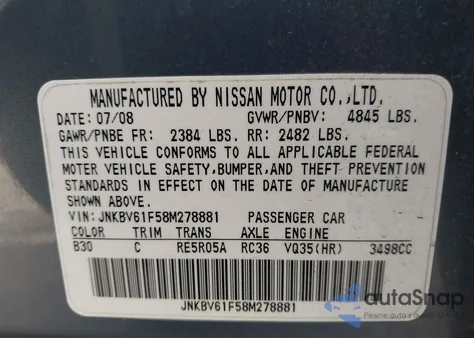 MANUFACTURED BY NISSAN MOTOR CO.,LTD.
DATE: 07/08 GVWR/PNBV: 4845 LBS.
GAWR/PNBE FR: 2384 LBS. RR: 2482 LBS.
THIS VEHICLE CONFORMS TO ALL APPLICABLE FEDERAL
MOTOR VEHICLE SAFETY,BUMPER,AND THEFT PREVENTION
STANDARDS IN EFFECT ON THE DATE OF MANUFACTURE
SHOWN ABOVE.
VIN: JNKBV61F58M278881 PASSENGER CAR
COLOR TRIM TRANS AXLE ENGINE
B30 C RE5R05A RC36 VQ35(HR) 3498CC
JNKBV61F58M278881
autoSnap